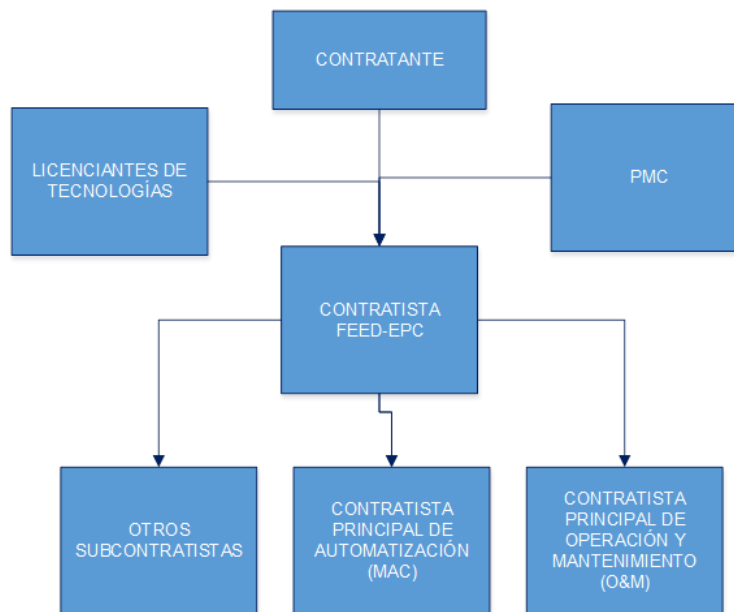 CONTRATANTE
LICENCIANTES DE
TECNOLOGÍAS
PMC
CONTRATISTA
FEED-EPC
OTROS
SUBCONTRATISTAS
CONTRATISTA
PRINCIPAL DE
AUTOMATIZACIÓN
(MAC)
CONTRATISTA
PRINCIPAL DE
OPERACIÓN Y
MANTENIMIENTO
(O&M)